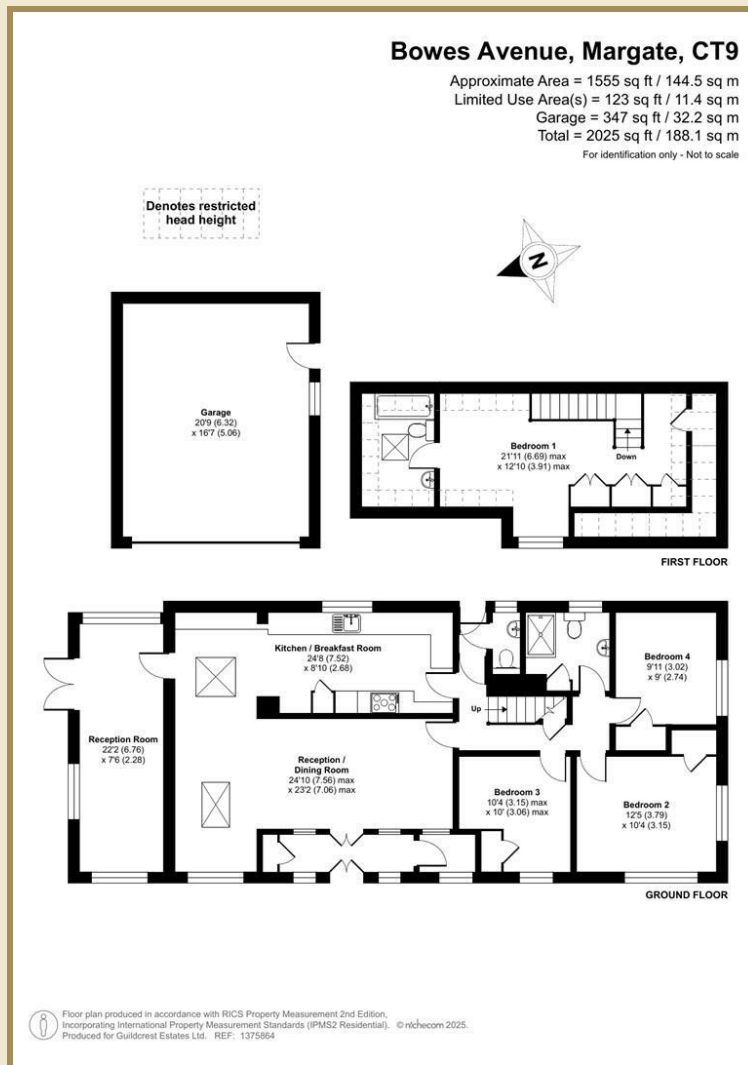 Bowes Avenue, Margate, CT9
Approximate Area = 1555 sq ft / 144.5 sq m
Limited Use Area(s) = 123 sq ft / 11.4 sq m
Garage = 347 sq ft / 32.2 sq m
Total = 2025 sq ft / 188.1 sq m
For identification only - Not to scale
Denotes restricted
head height
N
Garage
20'9 (6.32)
x 16'7 (5.06)
Bedroom 1
21'11 (6.69) max
x 12'10 (3.91) max
Down
FIRST FLOOR
Kitchen / Breakfast Room
24'8 (7.52)
x 8'10 (2.68)
Bedroom 4
9'11 (3.02)
x 9' (2.74)
Up
Reception Room
22'2 (6.76)
x 7'6 (2.28)
Reception /
Dining Room
24'10 (7.56) max
x 23'2 (7.06) max
Bedroom 3
10'4 (3.15) max
x 10' (3.06) max
Bedroom 2
12'5 (3.79)
x 10'4 (3.15)
GROUND FLOOR
Floor plan produced in accordance with RICS Property Measurement 2nd Edition,
Incorporating International Property Measurement Standards (IPMS2 Residential). © nichecom 2025.
Produced for Guildcrest Estates Ltd. REF: 1375864